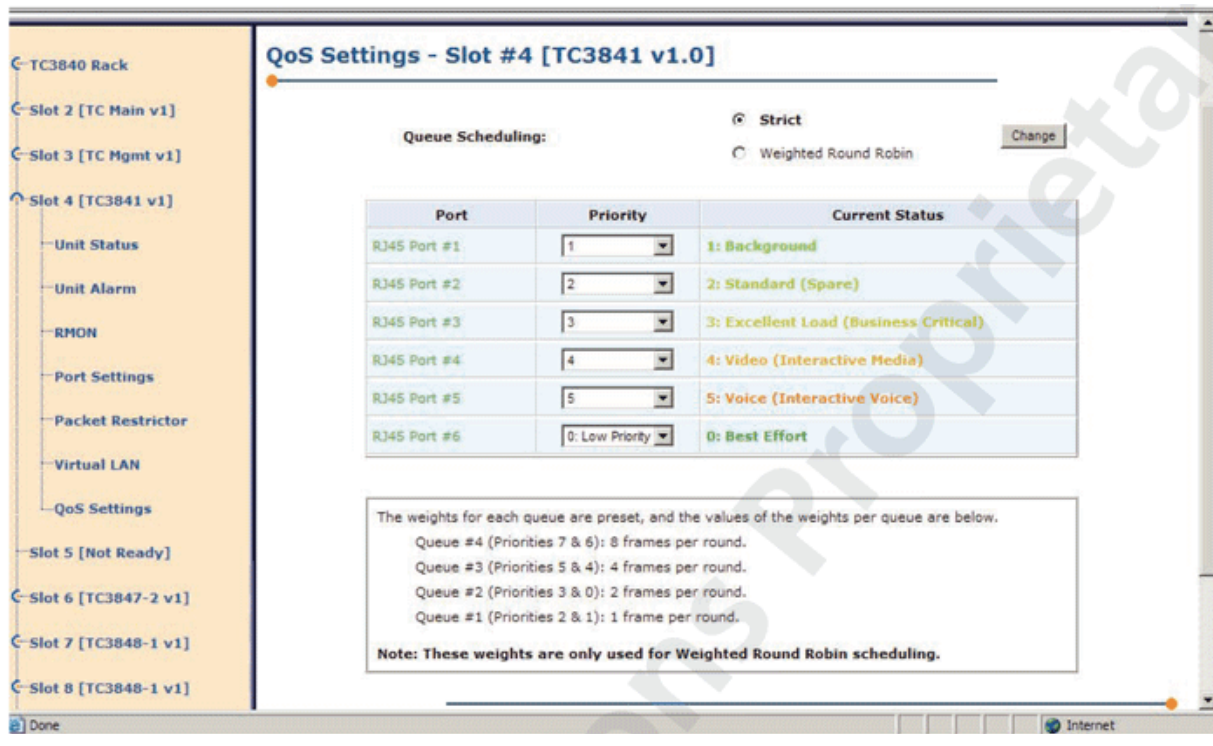 TC3840 Rack
Slot 2 [TC Main v1]
Slot 3 [TC Mgmt v1]
Slot 4 [TC3841 v1]
Unit Status
Unit Alarm
RMON
Port Settings
Packet Restrictor
Virtual LAN
QoS Settings
Slot 5 [Not Ready]
Slot 6 [TC3847-2 v1]
Slot 7 [TC3848-1 v1]
Slot 8 [TC3848-1 v1]
QoS Settings - Slot #4 [TC3841 v1.0]
Queue Scheduling:
Strict
Weighted Round Robin
Change
Port Priority Current Status
RJ45 Port #1 1 1: Background
RJ45 Port #2 2 2: Standard (Spare)
RJ45 Port #3 3 3: Excellent Load (Business Critical)
RJ45 Port #4 4 4: Video (Interactive Media)
RJ45 Port #5 5 5: Voice (Interactive Voice)
RJ45 Port #6 0: Low Priority 0: Best Effort
The weights for each queue are preset, and the values of the weights per queue are below.
Queue #4 (Priorities 7 & 6): 8 frames per round.
Queue #3 (Priorities 5 & 4): 4 frames per round.
Queue #2 (Priorities 3 & 0): 2 frames per round.
Queue #1 (Priorities 2 & 1): 1 frame per round.
Note: These weights are only used for Weighted Round Robin scheduling.
Done
Internet
ns Proprieta